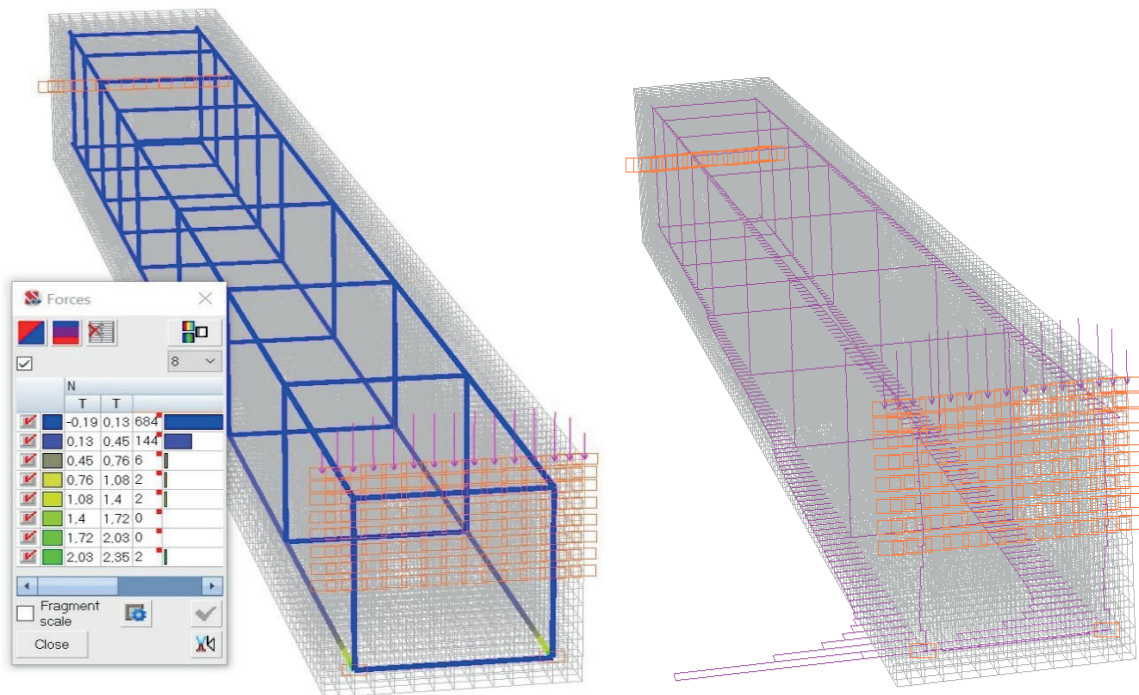 Forces
8
N
T T
-0,19 0,13 684
0,13 0,45 144
0,45 0,76 6
0,76 1,08 2
1,08 1,4 2
1,4 1,72 0
1,72 2,03 0
2,03 2,35 2
Fragment
scale
Close